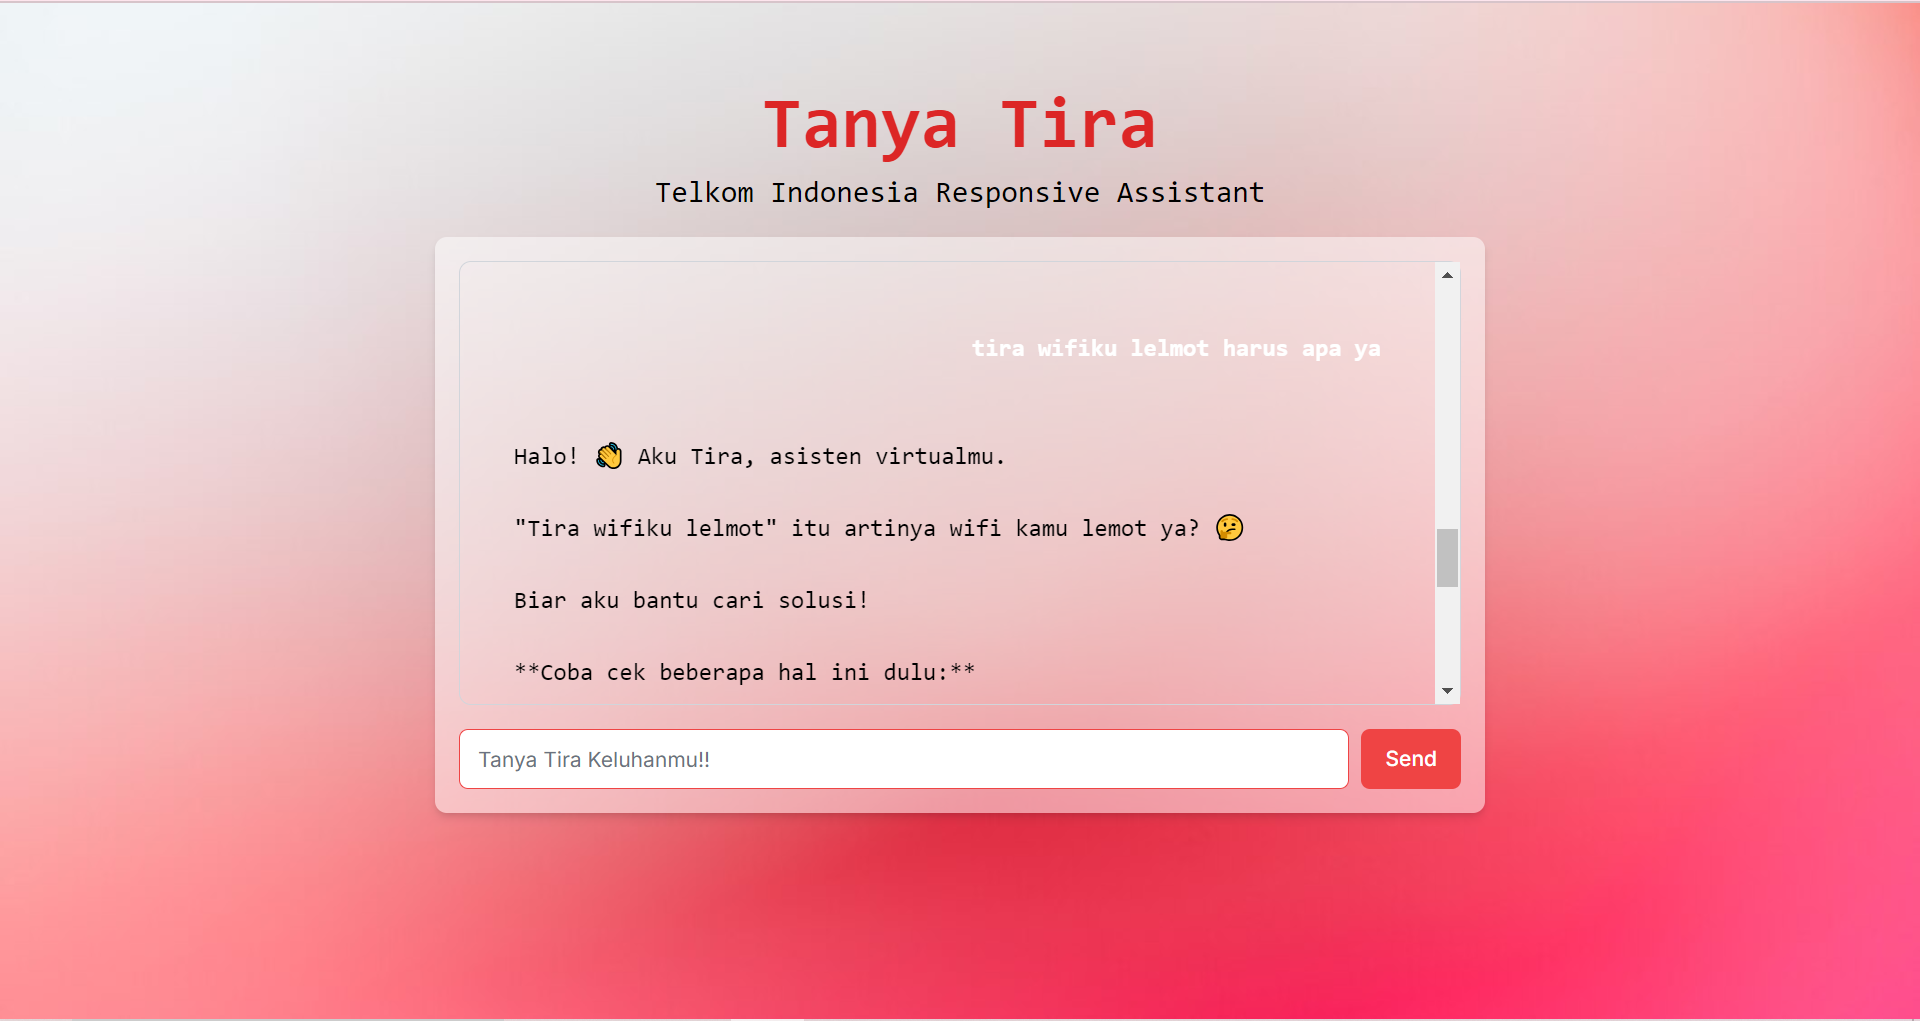 Tanya Tira
Telkom Indonesia Responsive Assistant
tira wifiku lelmot harus apa ya
Halo! 👋 Aku Tira, asisten virtualmu.
"Tira wifiku lelmot" itu artinya wifi kamu lemot ya? 🤔
Biar aku bantu cari solusi!
**Coba cek beberapa hal ini dulu:**
Tanya Tira Keluhanmu!!
Send